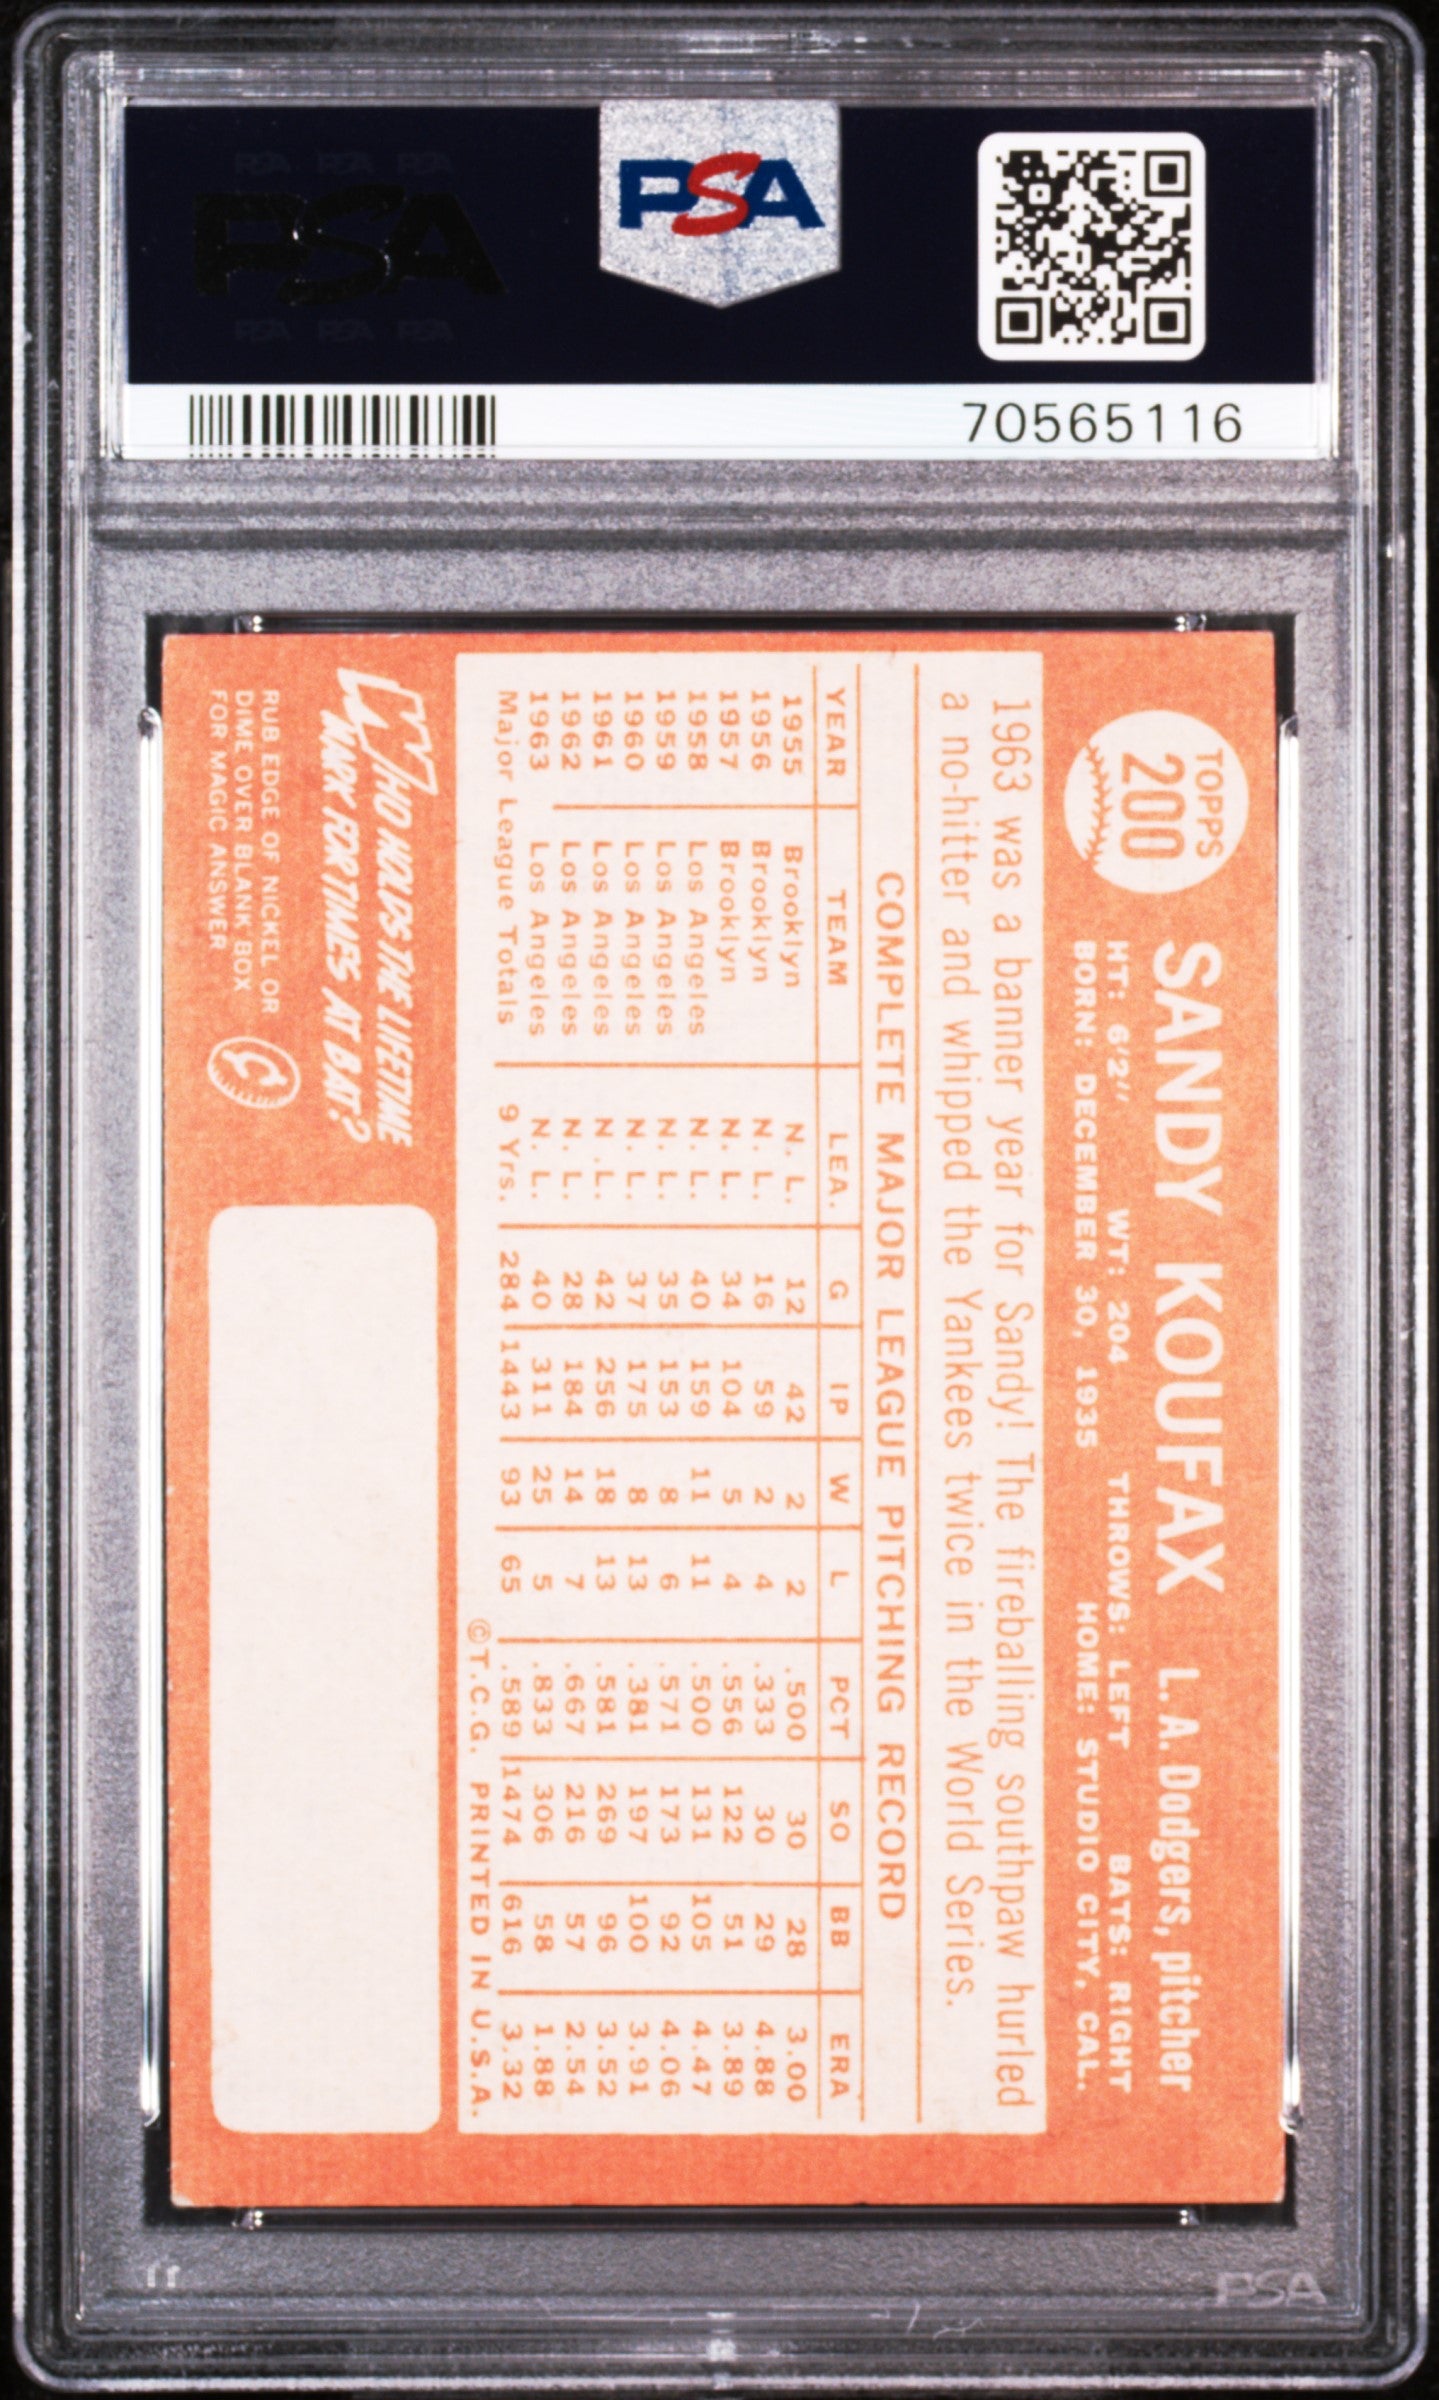 PSA PSA PSA
PSA
PSA PSA PSA
PSA
70565116
TOPPS
200
SANDY KOUFAX L. A. Dodgers, pitcher
HT: 6'2" WT: 204 THROWS: LEFT BATS: RIGHT
BORN: DECEMBER 30, 1935 HOME: STUDIO CITY, CAL.
1963 was a banner year for Sandy! The fireballing southpaw hurled
a no-hitter and whipped the Yankees twice in the World Series.
COMPLETE MAJOR LEAGUE PITCHING RECORD
YEAR TEAM LEA. G IP W L PCT SO BB ERA
1955 Brooklyn N. L. 12 42 2 2 .500 30 28 3.00
1956 Brooklyn N. L. 16 59 2 4 .333 30 29 4.88
1957 Brooklyn N. L. 34 104 5 4 .556 122 51 3.89
1958 Los Angeles N. L. 40 159 11 11 .500 131 105 4.47
1959 Los Angeles N. L. 35 153 8 6 .571 173 92 4.06
1960 Los Angeles N. L. 37 175 8 13 .381 197 100 3.91
1961 Los Angeles N .L. 42 256 18 13 .581 269 96 3.52
1962 Los Angeles N. L. 28 184 14 7 .667 216 57 2.54
1963 Los Angeles N. L. 40 311 25 5 .833 306 58 1.88
Major League Totals 9 Yrs. 284 1443 93 65 .589 1474 616 3.32
©T.C.G. PRINTED IN U.S.A.
WHO HOLDS THE LIFETIME
MARK FOR TIMES AT BAT?
RUB EDGE OF NICKEL OR
DIME OVER BLANK BOX
FOR MAGIC ANSWER
PSA